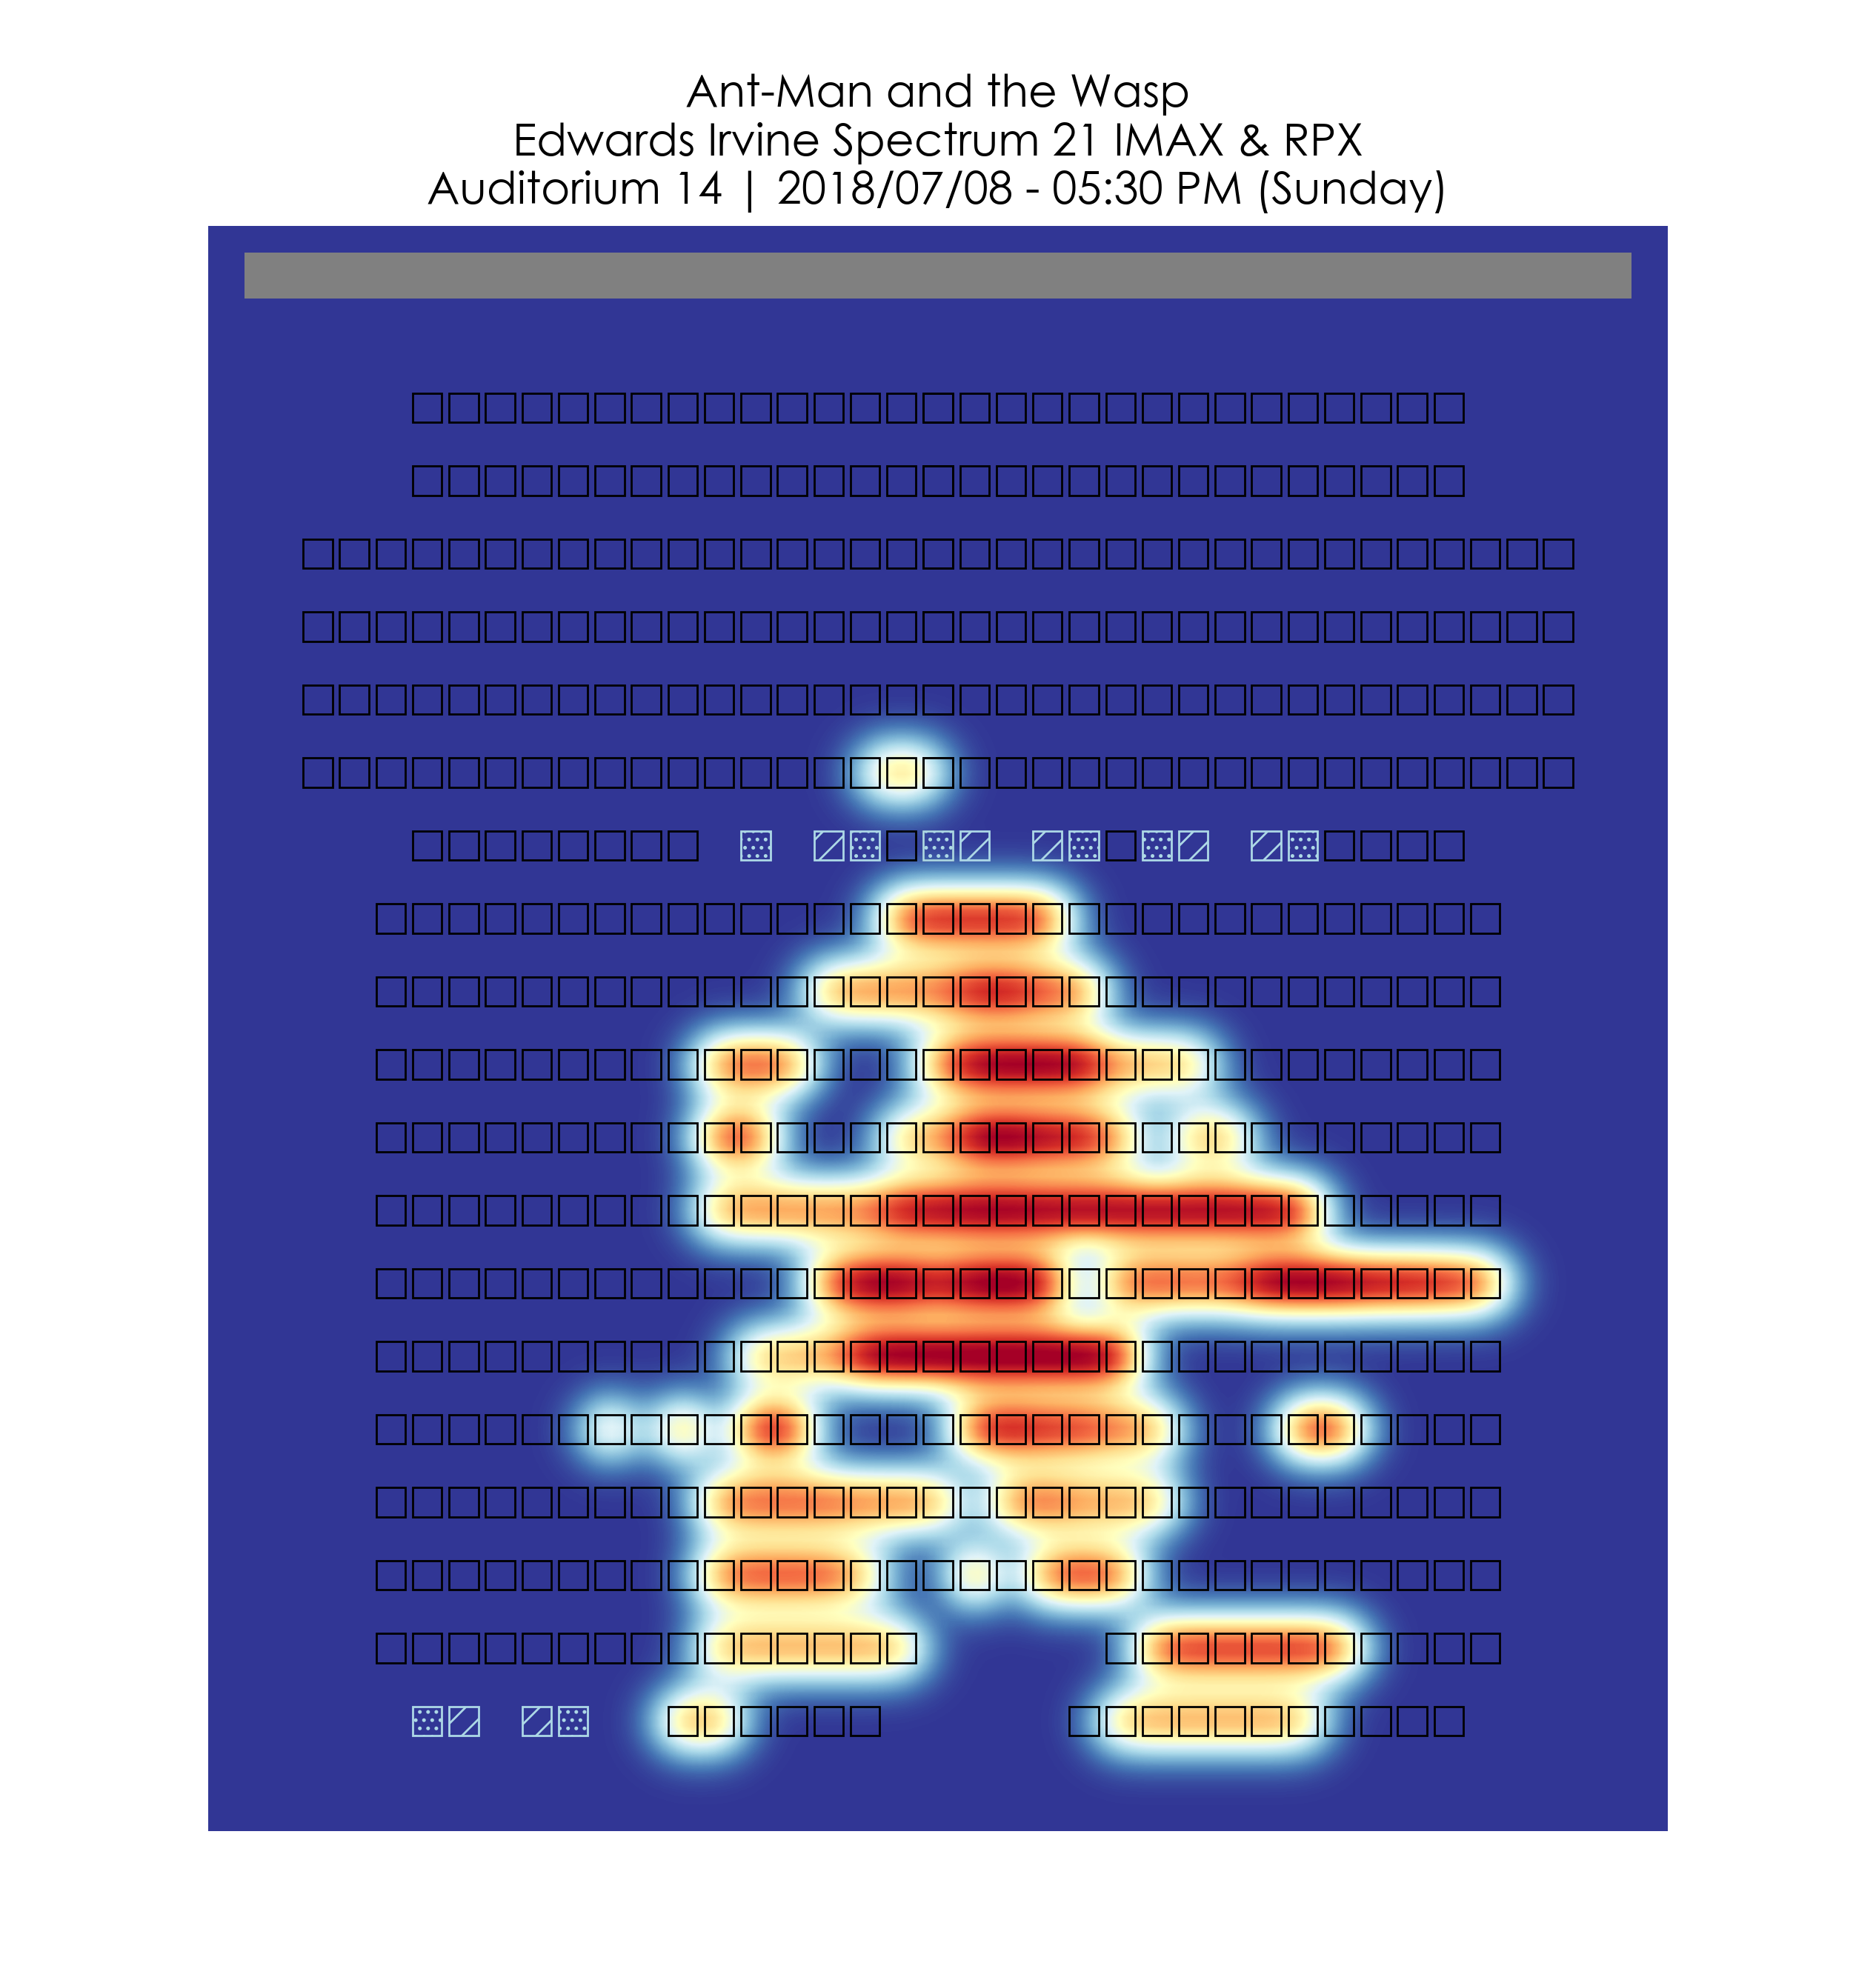 Ant-Man and the Wasp
Edwards Irvine Spectrum 21 IMAX & RPX
Auditorium 14 | 2018/07/08 - 05:30 PM (Sunday)